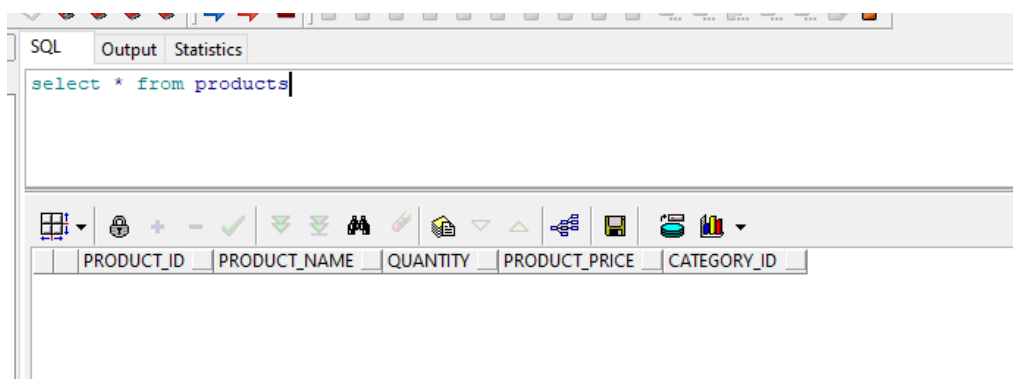 SQL Output Statistics
select * from products
PRODUCT_ID PRODUCT_NAME QUANTITY PRODUCT_PRICE CATEGORY_ID